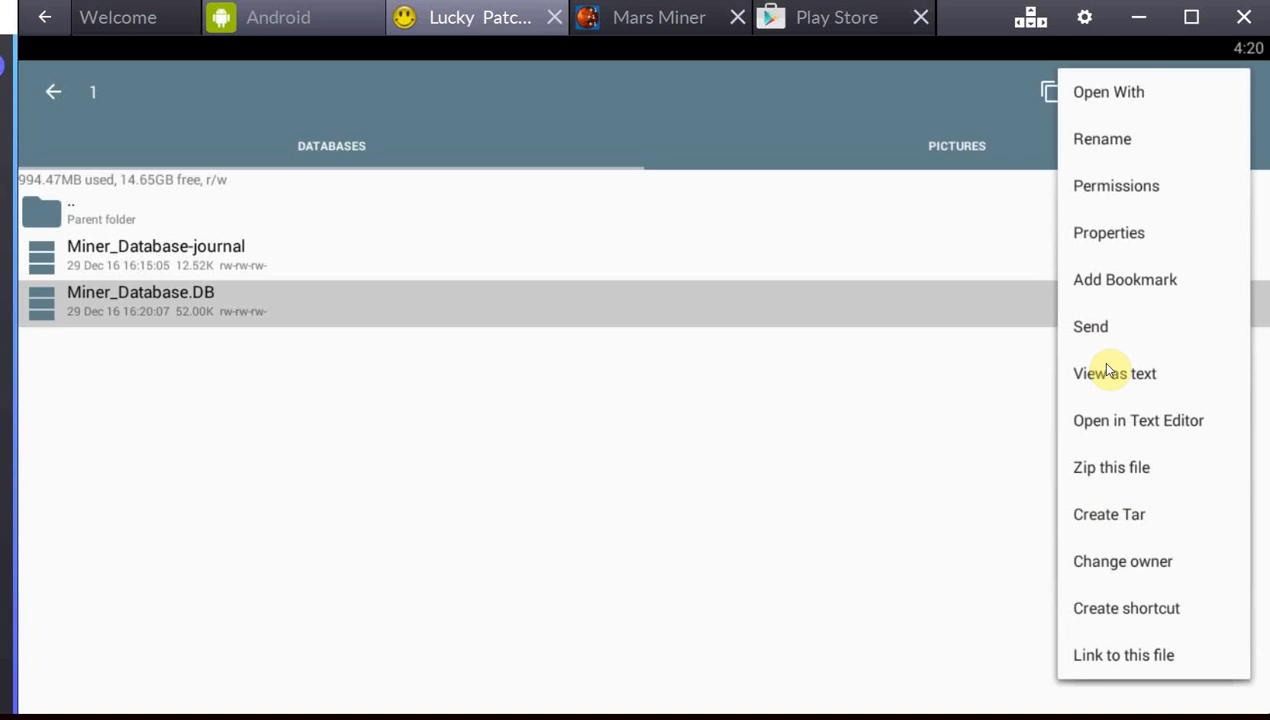 Welcome
Android
Lucky Patc...
Mars Miner
Play Store
4:20
1
DATABASES
PICTURES
994.47MB used, 14.65GB free, r/w
..
Parent folder
Miner_Database-journal
29 Dec 16 16:15:05 12.52K rw-rw-rw-
Miner_Database.DB
29 Dec 16 16:20:07 52.00K rw-rw-rw-
Open With
Rename
Permissions
Properties
Add Bookmark
Send
View as text
Open in Text Editor
Zip this file
Create Tar
Change owner
Create shortcut
Link to this file